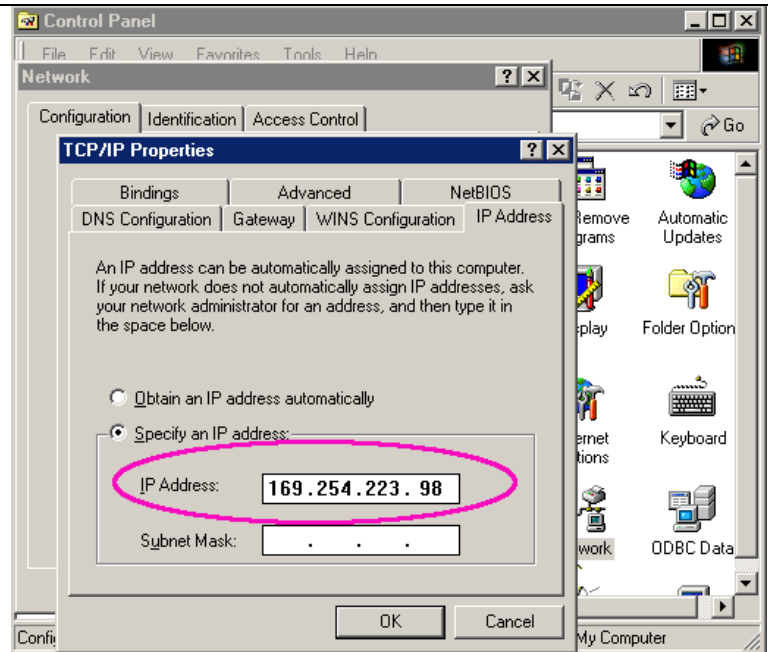 Control Panel
File Edit View Favorites Tools Help
Network
Go
Configuration Identification Access Control
TCP/IP Properties
Bindings Advanced NetBIOS
DNS Configuration Gateway WINS Configuration IP Address
An IP address can be automatically assigned to this computer.
If your network does not automatically assign IP addresses, ask
your network administrator for an address, and then type it in
the space below.
Obtain an IP address automatically
Specify an IP address:
IP Address: 169.254.223. 98
Subnet Mask: . . .
OK Cancel
Remove
grams
Automatic
Updates
play
Folder Option
ernet
tions
Keyboard
work
ODBC Data
Config
My Computer